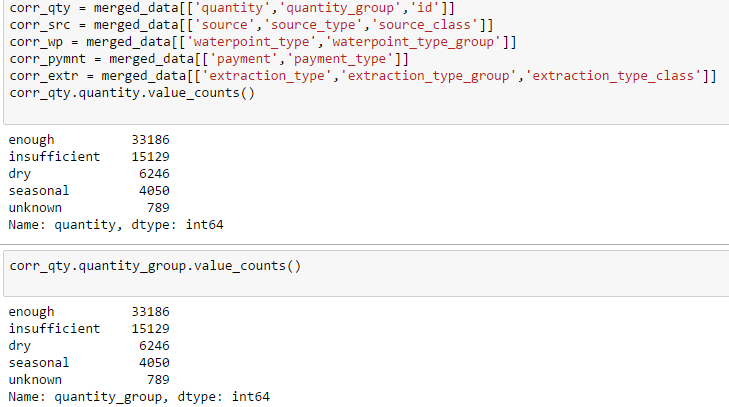 corr_qty = merged_data[['quantity','quantity_group','id']]
corr_src = merged_data[['source','source_type','source_class']]
corr_wp = merged_data[['waterpoint_type','waterpoint_type_group']]
corr_pymnt = merged_data[['payment','payment_type']]
corr_extr = merged_data[['extraction_type','extraction_type_group','extraction_type_class']]
corr_qty.quantity.value_counts()
enough          33186
insufficient    15129
dry              6246
seasonal         4050
unknown           789
Name: quantity, dtype: int64
corr_qty.quantity_group.value_counts()
enough          33186
insufficient    15129
dry              6246
seasonal         4050
unknown           789
Name: quantity_group, dtype: int64